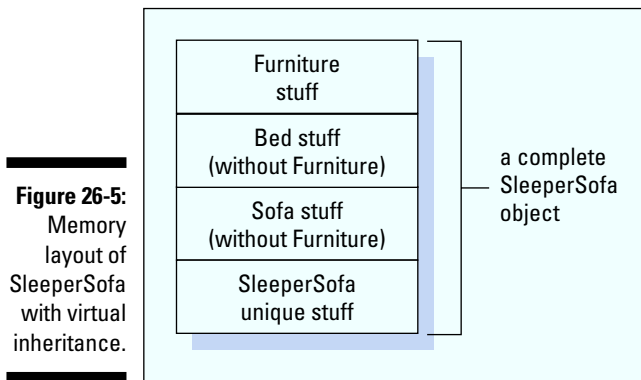 Figure 26-5:
Memory
layout of
SleeperSofa
with virtual
inheritance.
Furniture
stuff
Bed stuff
(without Furniture)
Sofa stuff
(without Furniture)
SleeperSofa
unique stuff
a complete
SleeperSofa
object